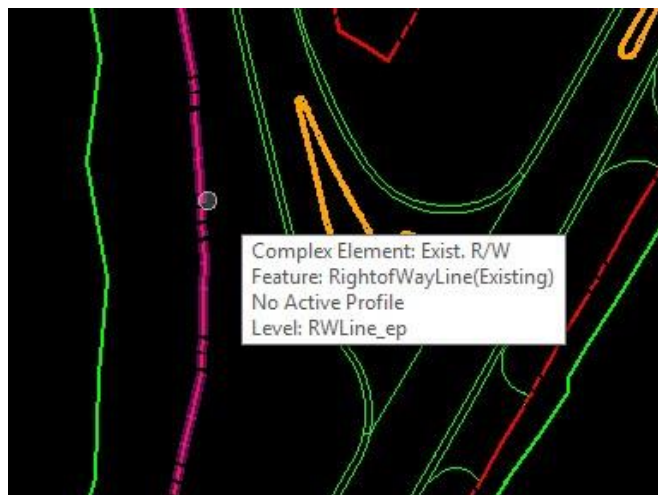 Complex Element: Exist. R/W
Feature: RightofWayLine(Existing)
No Active Profile
Level: RWLine_ep